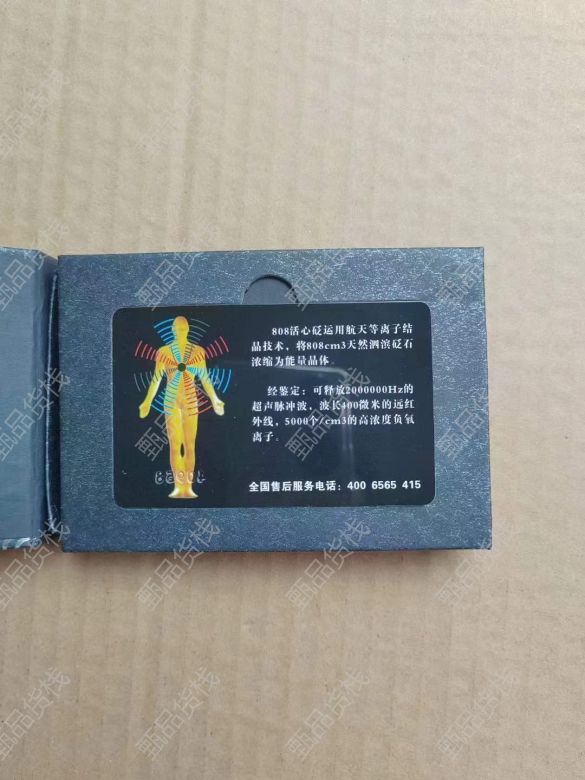 808活心砭运用航天等离子结
晶技术，将808cm3天然泗滨砭石
浓缩为能量晶体。
经鉴定：可释放2000000Hz的
超声脉冲波，波长400微米的远红
外线，5000个/cm3的高浓度负氧
离子。
全国售后服务电话：400 6565 415
甄品货栈